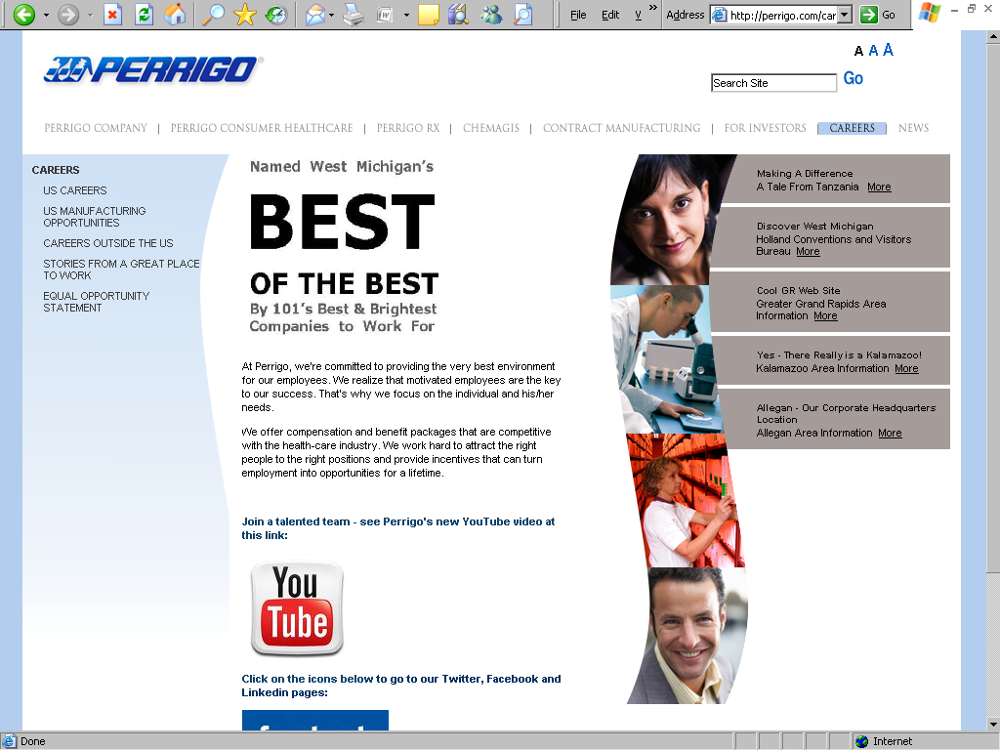 File Edit V » Address http://perrigo.com/car Go
PERRIGO®
A A A
Search Site Go
PERRIGO COMPANY | PERRIGO CONSUMER HEALTHCARE | PERRIGO RX | CHEMAGIS | CONTRACT MANUFACTURING | FOR INVESTORS | CAREERS NEWS
CAREERS
US CAREERS
US MANUFACTURING
OPPORTUNITIES
CAREERS OUTSIDE THE US
STORIES FROM A GREAT PLACE
TO WORK
EQUAL OPPORTUNITY
STATEMENT
Named West Michigan's
BEST
OF THE BEST
By 101's Best & Brightest
Companies to Work For
At Perrigo, we're committed to providing the very best environment
for our employees. We realize that motivated employees are the key
to our success. That's why we focus on the individual and his/her
needs.
We offer compensation and benefit packages that are competitive
with the health-care industry. We work hard to attract the right
people to the right positions and provide incentives that can turn
employment into opportunities for a lifetime.
Join a talented team - see Perrigo's new YouTube video at
this link:
You
Tube
Click on the icons below to go to our Twitter, Facebook and
Linkedin pages:
facebook
Making A Difference
A Tale From Tanzania More
Discover West Michigan
Holland Conventions and Visitors
Bureau More
Cool GR Web Site
Greater Grand Rapids Area
Information More
Yes - There Really is a Kalamazoo!
Kalamazoo Area Information More
Allegan - Our Corporate Headquarters
Location
Allegan Area Information More
Done
Internet